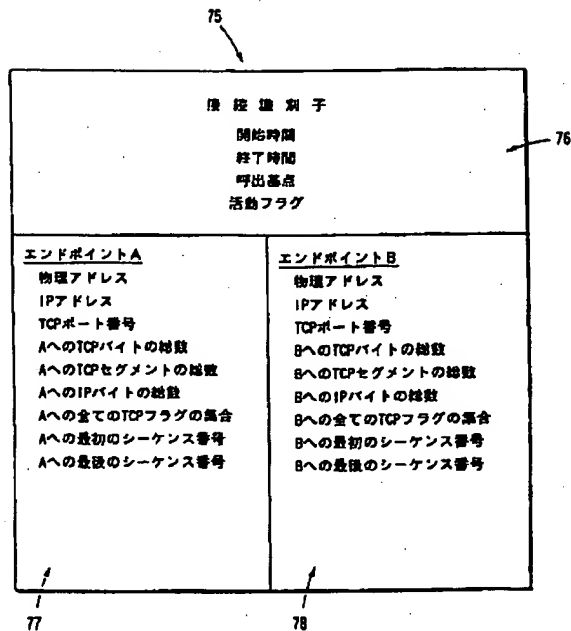 75
接続識別子
開始時間
終了時間
呼出基点
活動フラグ
76
エンドポイントA
物理アドレス
IPアドレス
TCPポート番号
AへのTCPバイトの総数
AへのTCPセグメントの総数
AへのIPバイトの総数
Aへの全てのTCPフラグの集合
Aへの最初のシーケンス番号
Aへの最後のシーケンス番号
エンドポイントB
物理アドレス
IPアドレス
TCPポート番号
BへのTCPバイトの総数
BへのTCPセグメントの総数
BへのIPバイトの総数
Bへの全てのTCPフラグの集合
Bへの最初のシーケンス番号
Bへの最後のシーケンス番号
77
78